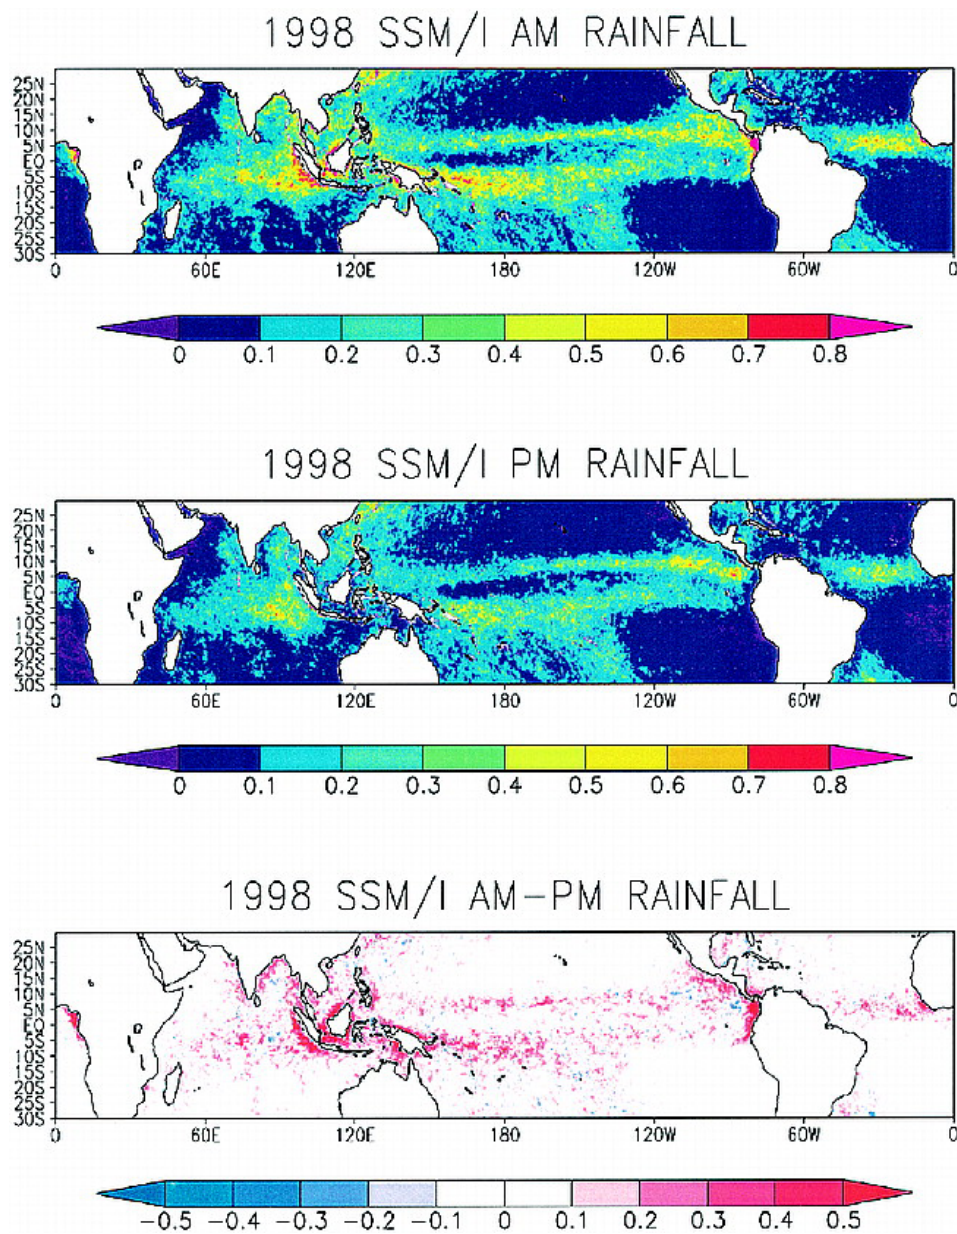 1998 SSM/I AM RAINFALL
25N
20N
15N
10N
5N
EQ
5S
10S
15S
20S
25S
30S
0 60E 120E 180 120W 60W 0
0 0.1 0.2 0.3 0.4 0.5 0.6 0.7 0.8
1998 SSM/I PM RAINFALL
25N
20N
15N
10N
5N
EQ
5S
10S
15S
20S
25S
30S
0 60E 120E 180 120W 60W 0
0 0.1 0.2 0.3 0.4 0.5 0.6 0.7 0.8
1998 SSM/I AM-PM RAINFALL
25N
20N
15N
10N
5N
EQ
5S
10S
15S
20S
25S
30S
0 60E 120E 180 120W 60W 0
-0.5 -0.4 -0.3 -0.2 -0.1 0 0.1 0.2 0.3 0.4 0.5